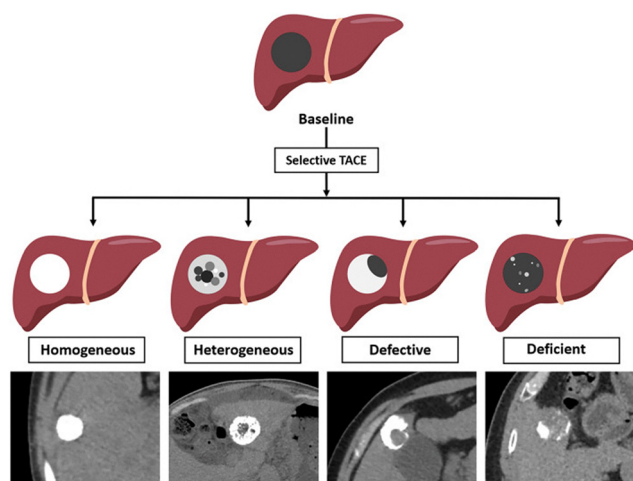 Baseline
Selective TACE
Homogeneous
Heterogeneous
Defective
Deficient